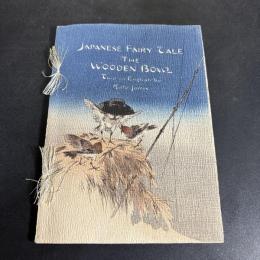 JAPANESE FAIRY TALE
THE
WOODEN BOWL
Told in English by
Kate James